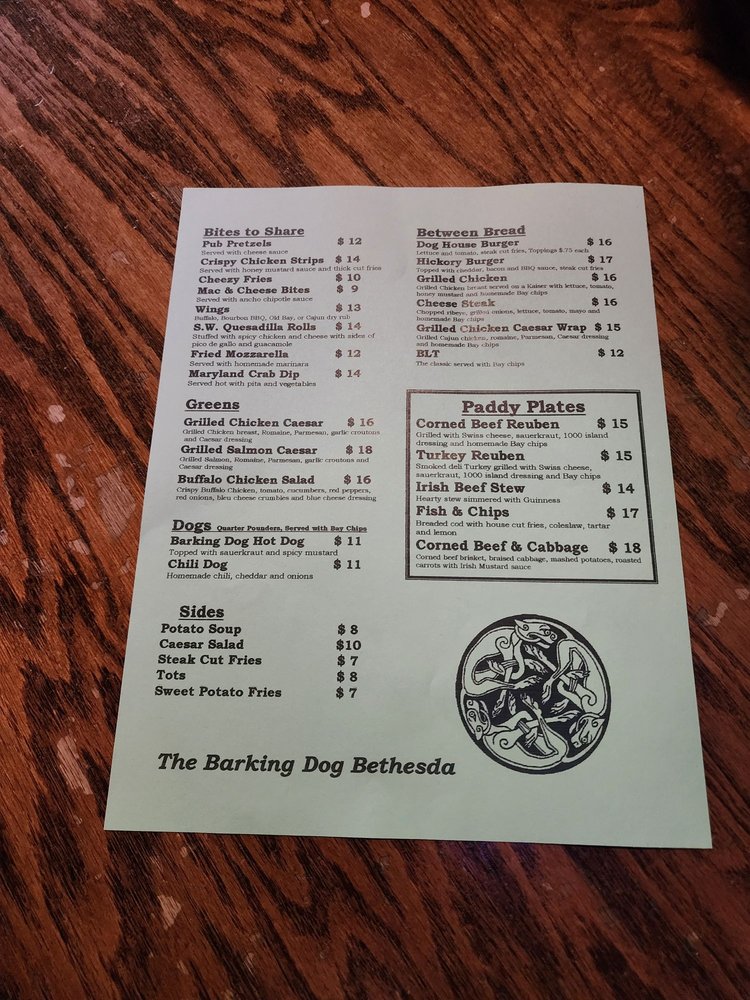 Bites to Share
Pub Pretzels $ 12
Served with cheese sauce
Crispy Chicken Strips $ 14
Served with honey mustard sauce and thick cut fries
Cheezy Fries $ 10
Mac & Cheese Bites $ 9
Served with ancho chipotle sauce
Wings $ 13
Buffalo, Bourbon BBQ, Old Bay, or Cajun dry rub
S.W. Quesadilla Rolls $ 14
Stuffed with spicy chicken and cheese with sides of
pico de gallo and guacamole
Fried Mozzarella $ 12
Served with homemade marinara
Maryland Crab Dip $ 14
Served hot with pita and vegetables
Greens
Grilled Chicken Caesar $ 16
Grilled Chicken breast, Romaine, Parmesan, garlic croutons
and Caesar dressing
Grilled Salmon Caesar $ 18
Grilled Salmon, Romaine, Parmesan, garlic croutons and
Caesar dressing
Buffalo Chicken Salad $ 16
Crispy Buffalo Chicken, tomato, cucumbers, red peppers,
red onions, bleu cheese crumbles and blue cheese dressing
Dogs Quarter Pounders, Served with Bay Chips
Barking Dog Hot Dog $ 11
Topped with sauerkraut and spicy mustard
Chili Dog $ 11
Homemade chili, cheddar and onions
Sides
Potato Soup $ 8
Caesar Salad $10
Steak Cut Fries $ 7
Tots $ 8
Sweet Potato Fries $ 7
Between Bread
Dog House Burger $ 16
Lettuce and tomato, steak cut fries, Toppings $.75 each
Hickory Burger $ 17
Topped with cheddar, bacon and BBQ sauce, steak cut fries
Grilled Chicken $ 16
Grilled Chicken breast served on a Kaiser with lettuce, tomato,
honey mustard and homemade Bay chips
Cheese Steak $ 16
Chopped ribeye, grilled onions, lettuce, tomato, mayo and
homemade Bay chips
Grilled Chicken Caesar Wrap $ 15
Grilled Cajun chicken, romaine, Parmesan, Caesar dressing
and homemade Bay chips
BLT $ 12
The classic served with Bay chips
Paddy Plates
Corned Beef Reuben $ 15
Grilled with Swiss cheese, sauerkraut, 1000 island
dressing and homemade Bay chips
Turkey Reuben $ 15
Smoked deli Turkey grilled with Swiss cheese,
sauerkraut, 1000 island dressing and Bay chips
Irish Beef Stew $ 14
Hearty stew simmered with Guinness
Fish & Chips $ 17
Breaded cod with house cut fries, coleslaw, tartar
and lemon
Corned Beef & Cabbage $ 18
Corned beef brisket, braised cabbage, mashed potatoes, roasted
carrots with Irish Mustard sauce
The Barking Dog Bethesda